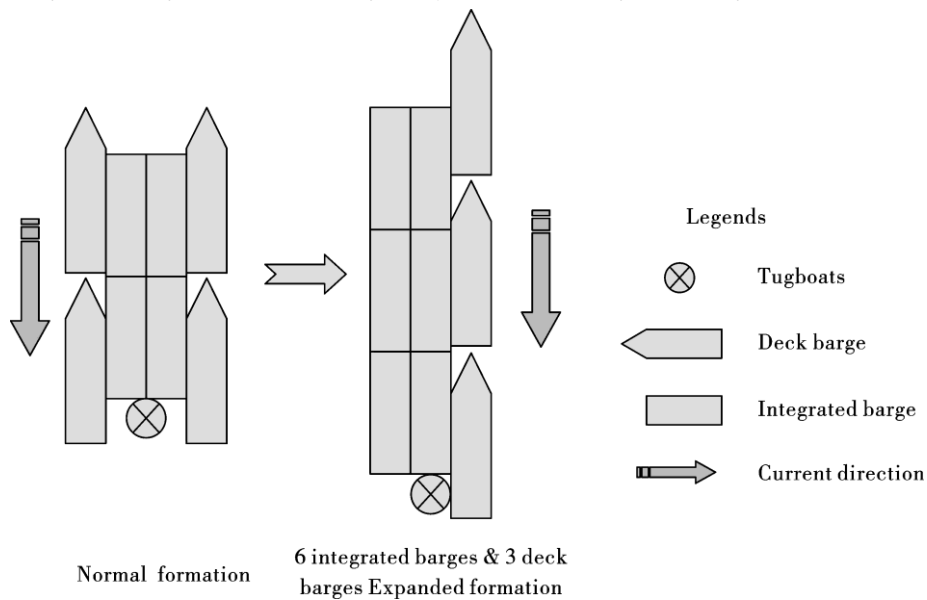 Legends
Tugboats
Deck barge
Integrated barge
Current direction
Normal formation
6 integrated barges & 3 deck
barges Expanded formation